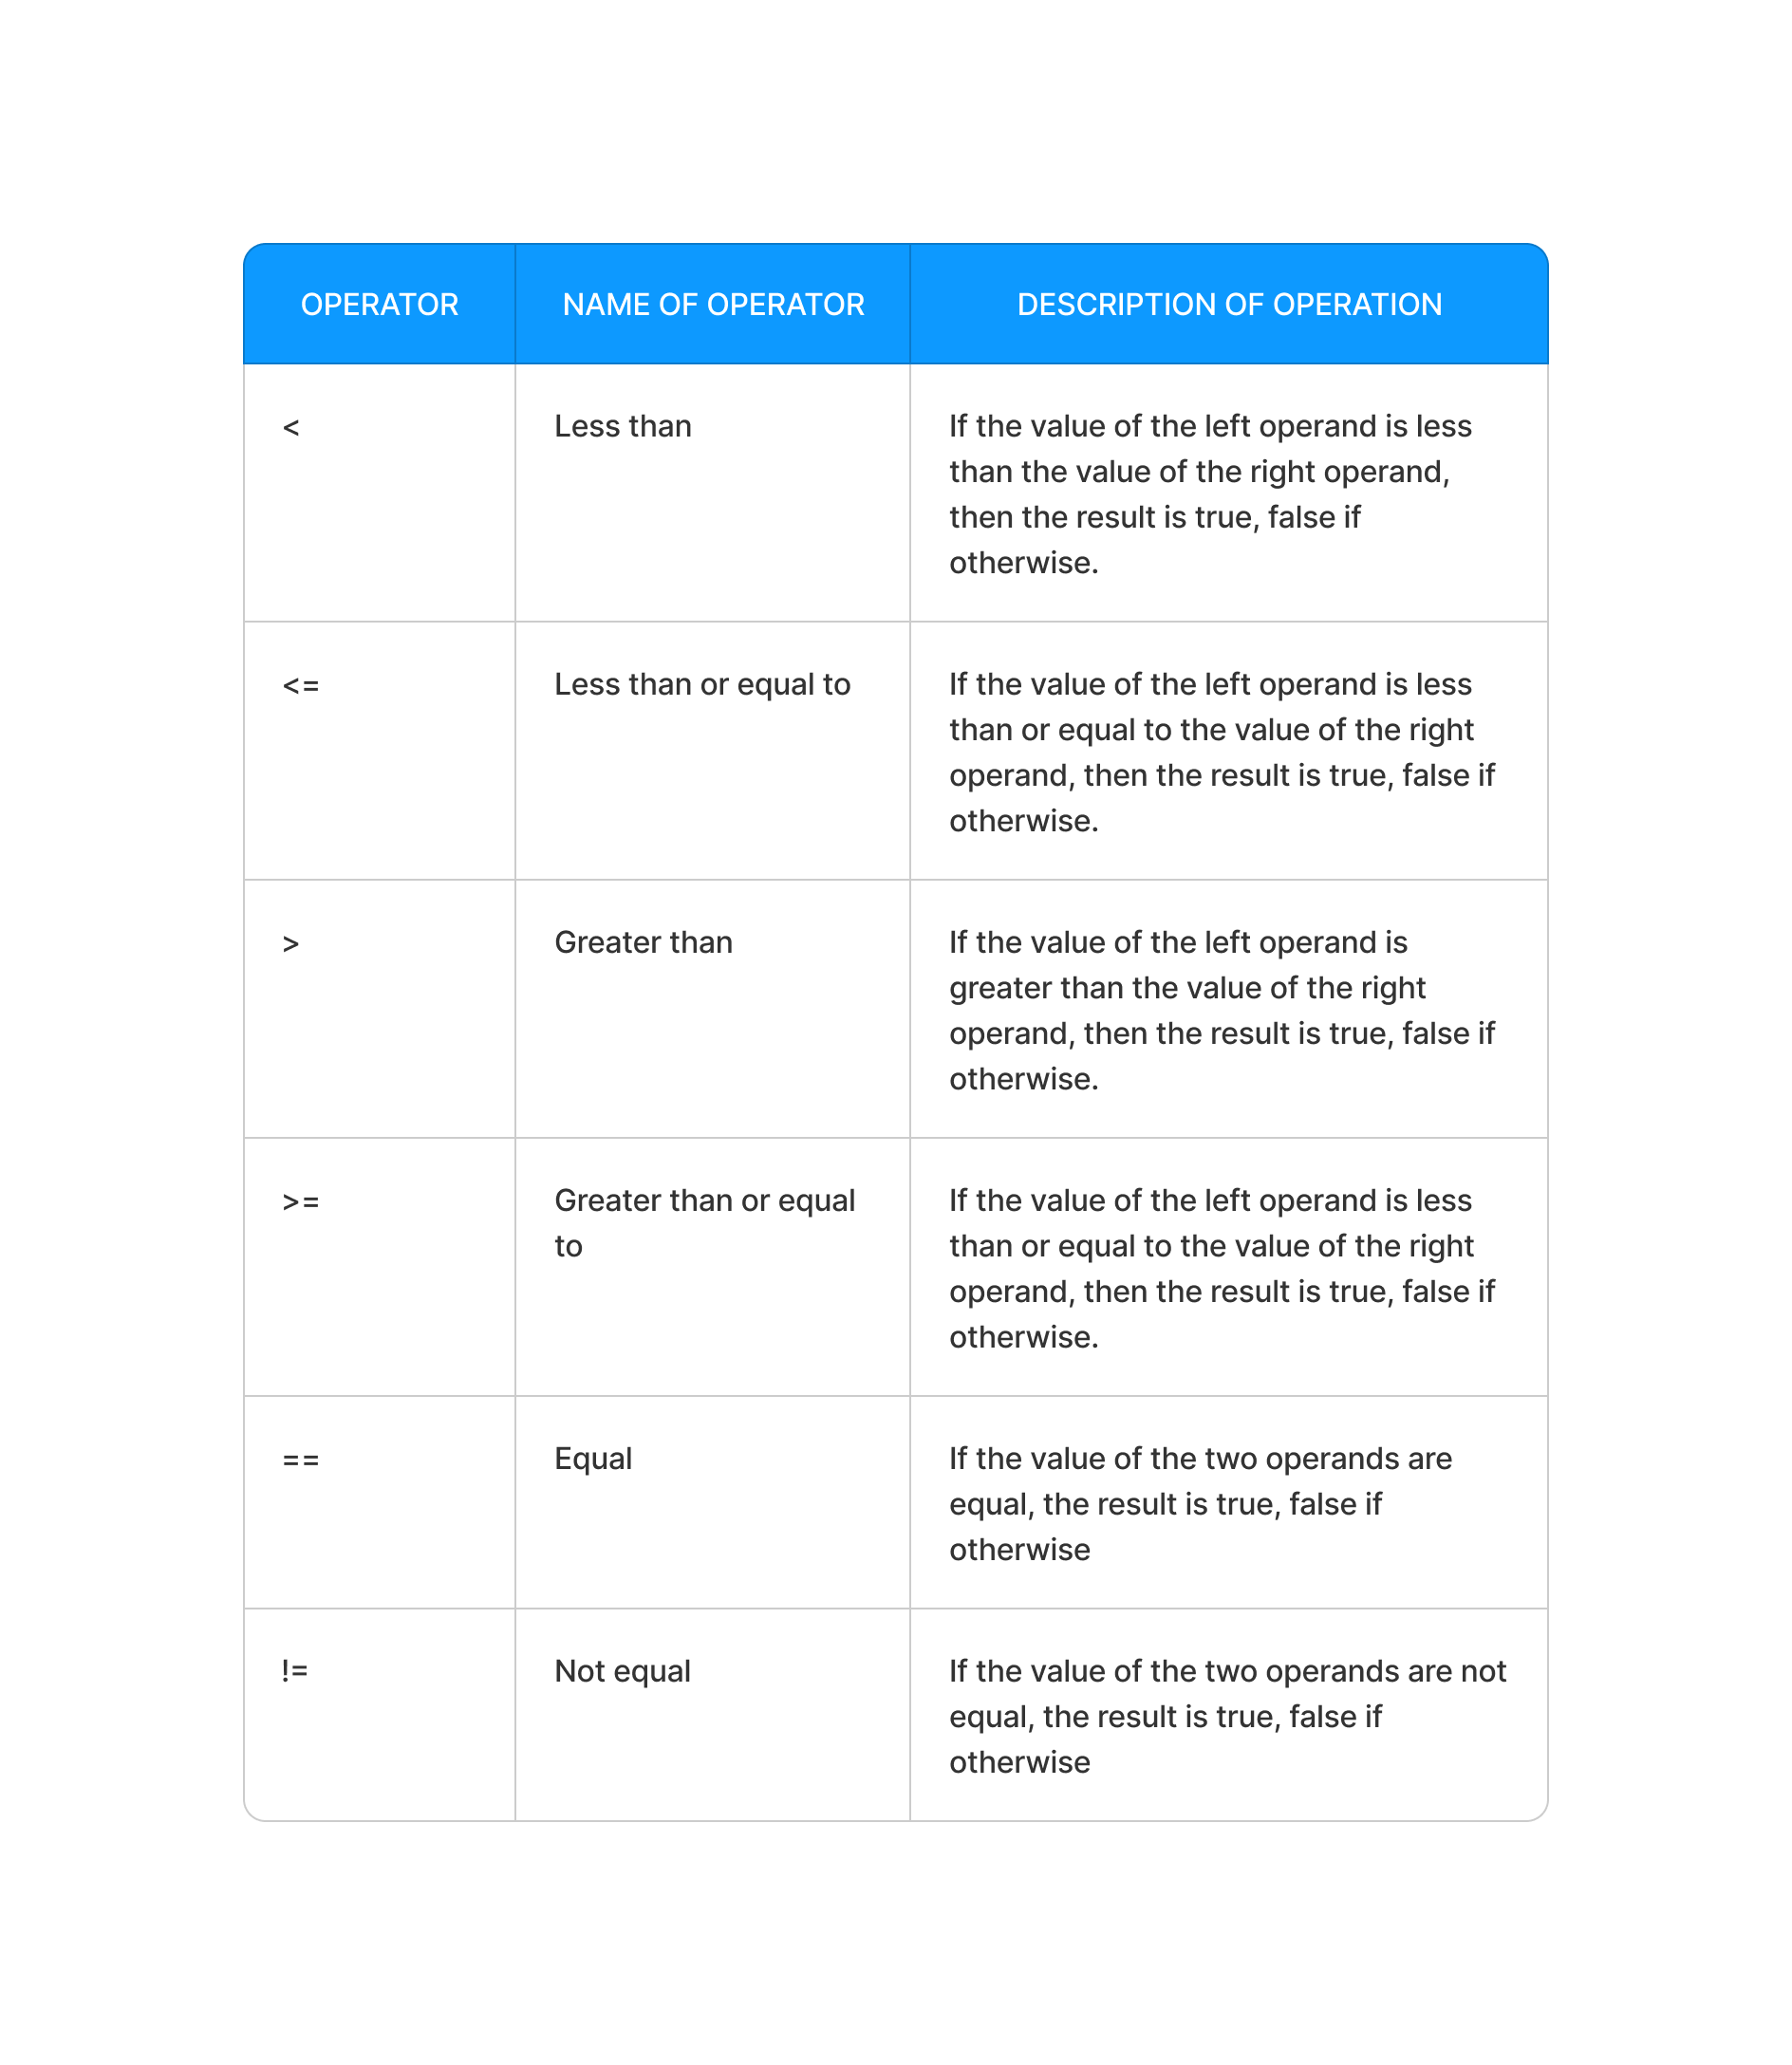 OPERATOR NAME OF OPERATOR DESCRIPTION OF OPERATION
< Less than If the value of the left operand is less
than the value of the right operand,
then the result is true, false if
otherwise.
<= Less than or equal to If the value of the left operand is less
than or equal to the value of the right
operand, then the result is true, false if
otherwise.
> Greater than If the value of the left operand is
greater than the value of the right
operand, then the result is true, false if
otherwise.
>= Greater than or equal If the value of the left operand is less
to than or equal to the value of the right
operand, then the result is true, false if
otherwise.
== Equal If the value of the two operands are
equal, the result is true, false if
otherwise
!= Not equal If the value of the two operands are not
equal, the result is true, false if
otherwise